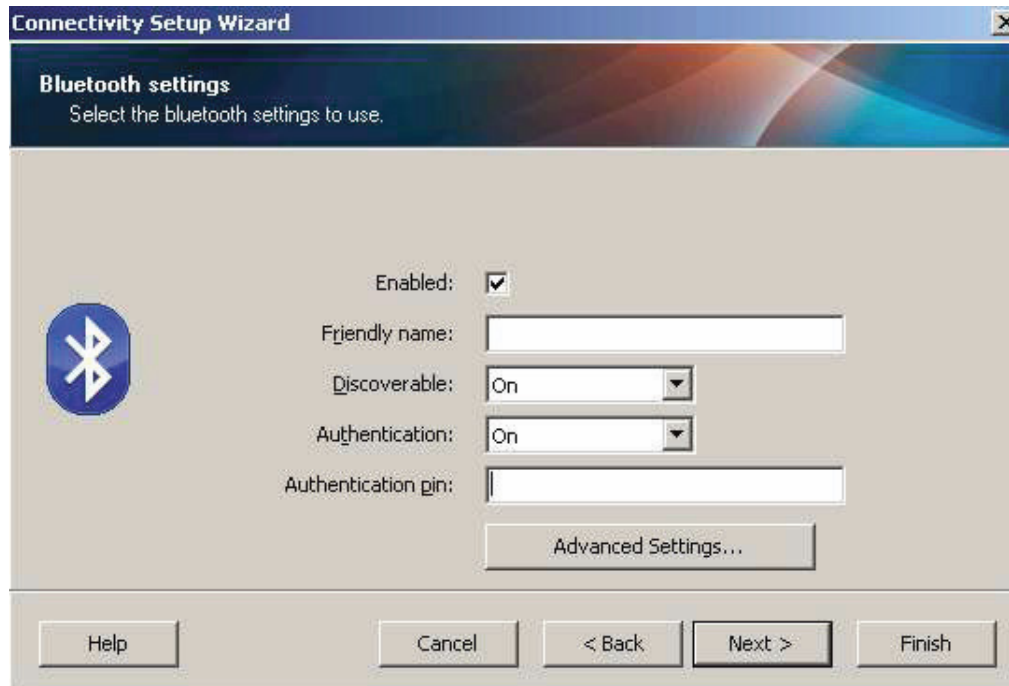 Connectivity Setup Wizard
Bluetooth settings
Select the bluetooth settings to use.
Enabled:
Friendly name:
Discoverable: On
Authentication: On
Authentication pin:
Advanced Settings...
Help Cancel < Back Next > Finish